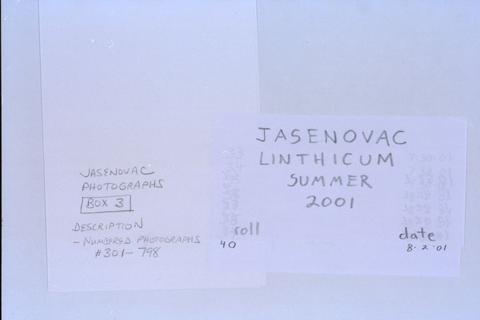 JASENOVAC
PHOTOGRAPHS
BOX 3
DESCRIPTION
- NUMBERED PHOTOGRAPHS
#301-798
JASENOVAC
LINTHICUM
SUMMER
2001
roll
40
date
8.2.01